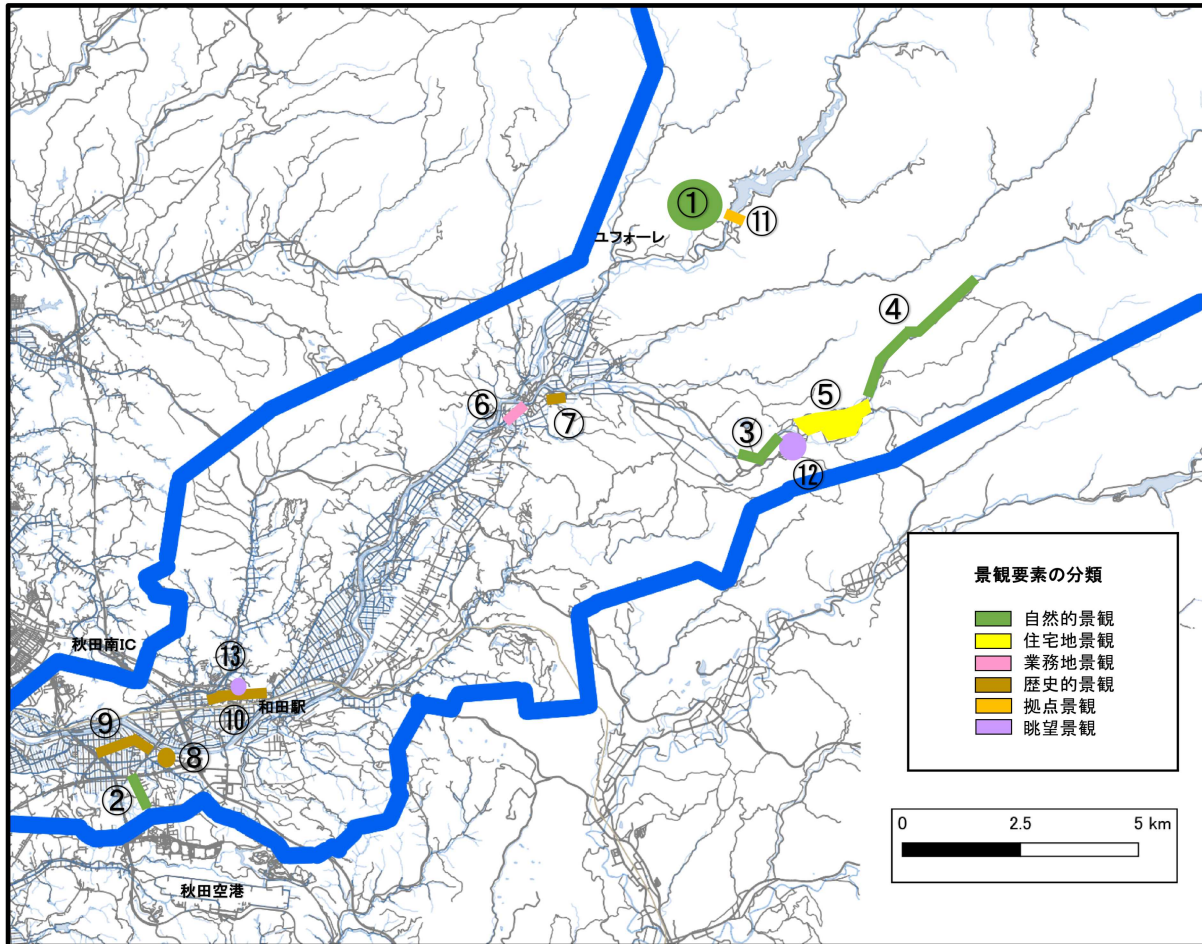 ①
⑪
ユフォーレ
④
⑤
⑥
⑦
③
⑫
景観要素の分類
自然的景観
住宅地景観
業務地景観
歴史的景観
拠点景観
眺望景観
秋田南IC
⑬
⑩
和田駅
⑨
⑧
②
0 2.5 5 km
秋田空港